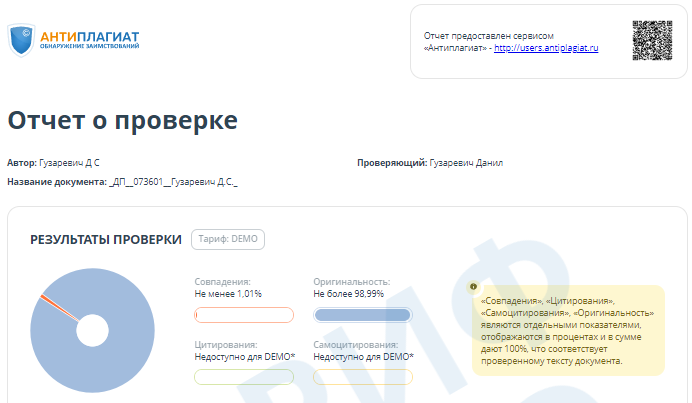 АНТИПЛАГИАТ
ОБНАРУЖЕНИЕ ЗАИМСТВОВАНИЙ
Отчет предоставлен сервисом
«Антиплагиат» - http://users.antiplagiat.ru
Отчет о проверке
Автор: Гузаревич Д С
Проверяющий: Гузаревич Данил
Название документа: _ДП__073601__Гузаревич Д.С._
РЕЗУЛЬТАТЫ ПРОВЕРКИ
Тариф: DEMO
Совпадения:
Не менее 1,01%
Оригинальность:
Не более 98,99%
Цитирования:
Недоступно для DEMO*
Самоцитирования:
Недоступно для DEMO*
«Совпадения», «Цитирования»,
«Самоцитирования», «Оригинальность»
являются отдельными показателями,
отображаются в процентах и в сумме
дают 100%, что соответствует
проверенному тексту документа.